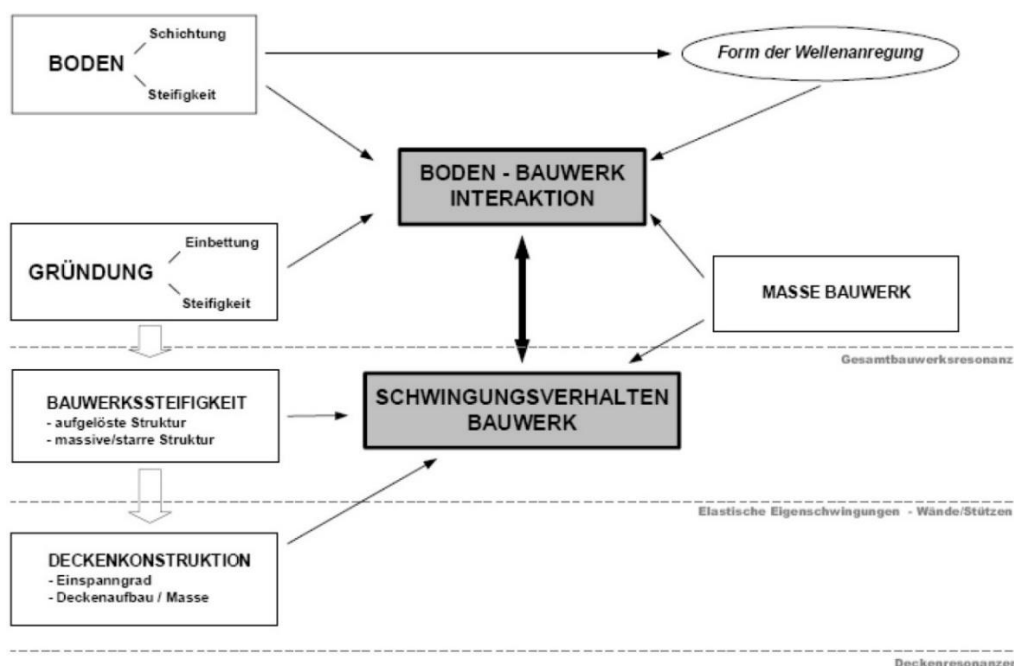 Schichtung
BODEN
Steifigkeit
Form der Wellenanregung
BODEN - BAUWERK
INTERAKTION
Einbettung
GRÜNDUNG
Steifigkeit
MASSE BAUWERK
Gesamtbauwerksresonanz
BAUWERKSSTEIFIGKEIT
- aufgelöste Struktur
- massive/starre Struktur
SCHWINGUNGSVERHALTEN
BAUWERK
Elastische Eigenschwingungen - Wände/Stützen
DECKENKONSTRUKTION
- Einspanngrad
- Deckenaufbau / Masse
Deckenresonanzen